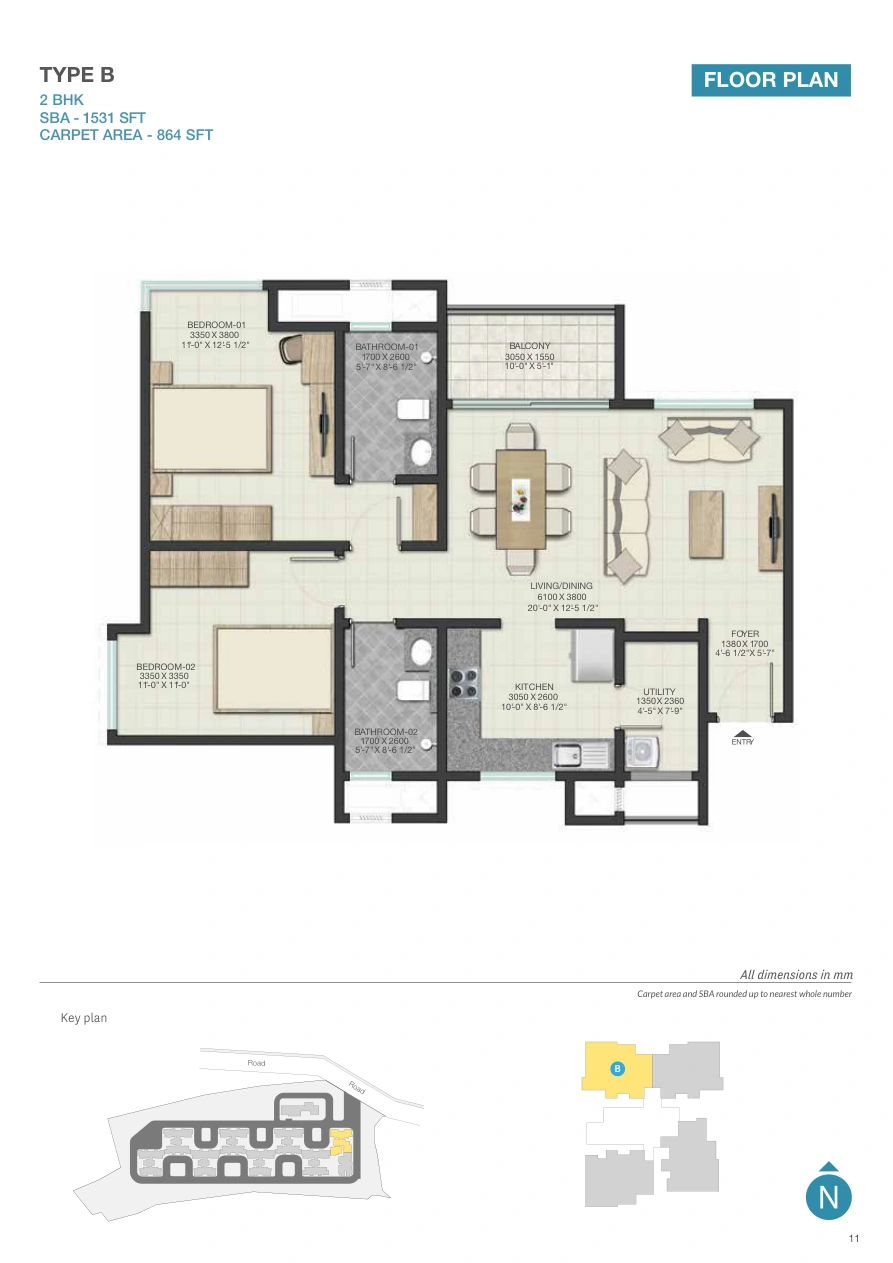 TYPE B
2 BHK
SBA - 1531 SFT
CARPET AREA - 864 SFT
FLOOR PLAN
BEDROOM-01
3350 X 3800
11'-0" X 12'-5 1/2"
BATHROOM-01
1700 X 2600
5'-7" X 8'-6 1/2"
BALCONY
3050 X 1550
10'-0" X 5'-1"
LIVING/DINING
6100 X 3800
20'-0" X 12'-5 1/2"
FOYER
1380 X 1700
4'-6 1/2" X 5'-7"
BEDROOM-02
3350 X 3350
11'-0" X 11'-0"
KITCHEN
3050 X 2600
10'-0" X 8'-6 1/2"
UTILITY
1350 X 2360
4'-5" X 7'-9"
BATHROOM-02
1700 X 2600
5'-7" X 8'-6 1/2"
ENTRY
All dimensions in mm
Carpet area and SBA rounded up to nearest whole number
Key plan
Road
Road
B
N
11